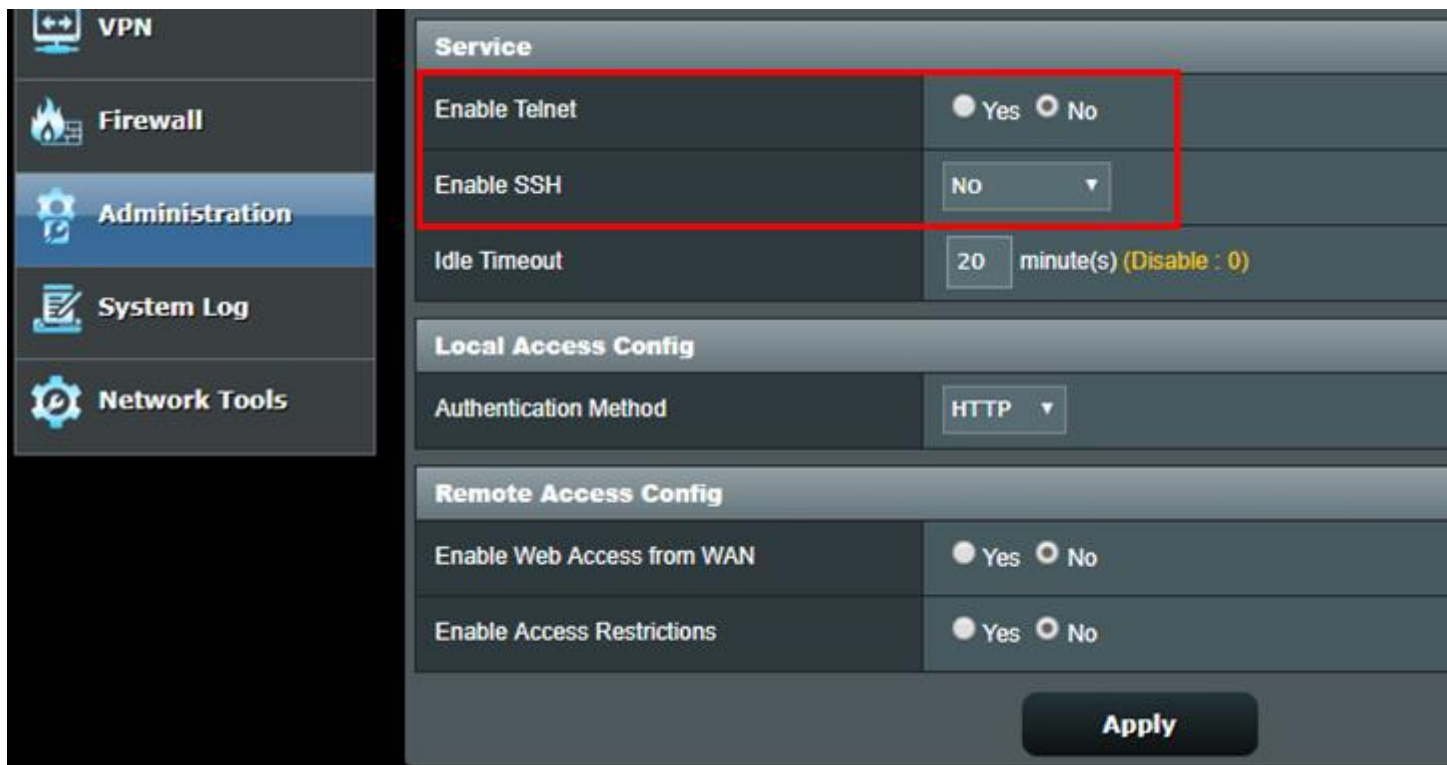 VPN
Firewall
Administration
System Log
Network Tools
Service
Enable Telnet Yes No
Enable SSH No
Idle Timeout 20 minute(s) (Disable : 0)
Local Access Config
Authentication Method HTTP
Remote Access Config
Enable Web Access from WAN Yes No
Enable Access Restrictions Yes No
Apply